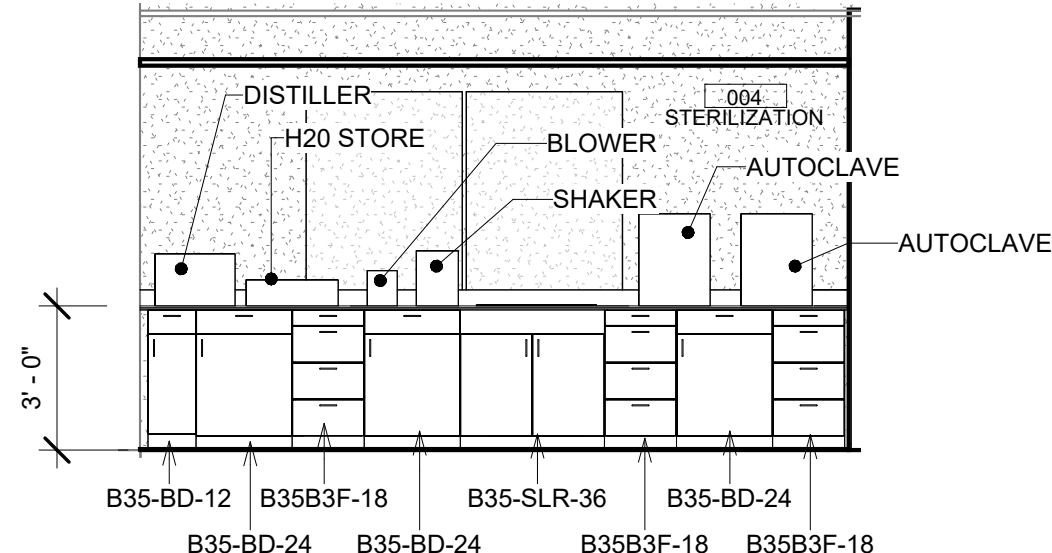 DISTILLER
004
STERILIZATION
H20 STORE
BLOWER
AUTOCLAVE
SHAKER
AUTOCLAVE
3' - 0"
B35-BD-12
B35B3F-18
B35-SLR-36
B35-BD-24
B35-BD-24
B35-BD-24
B35B3F-18
B35B3F-18